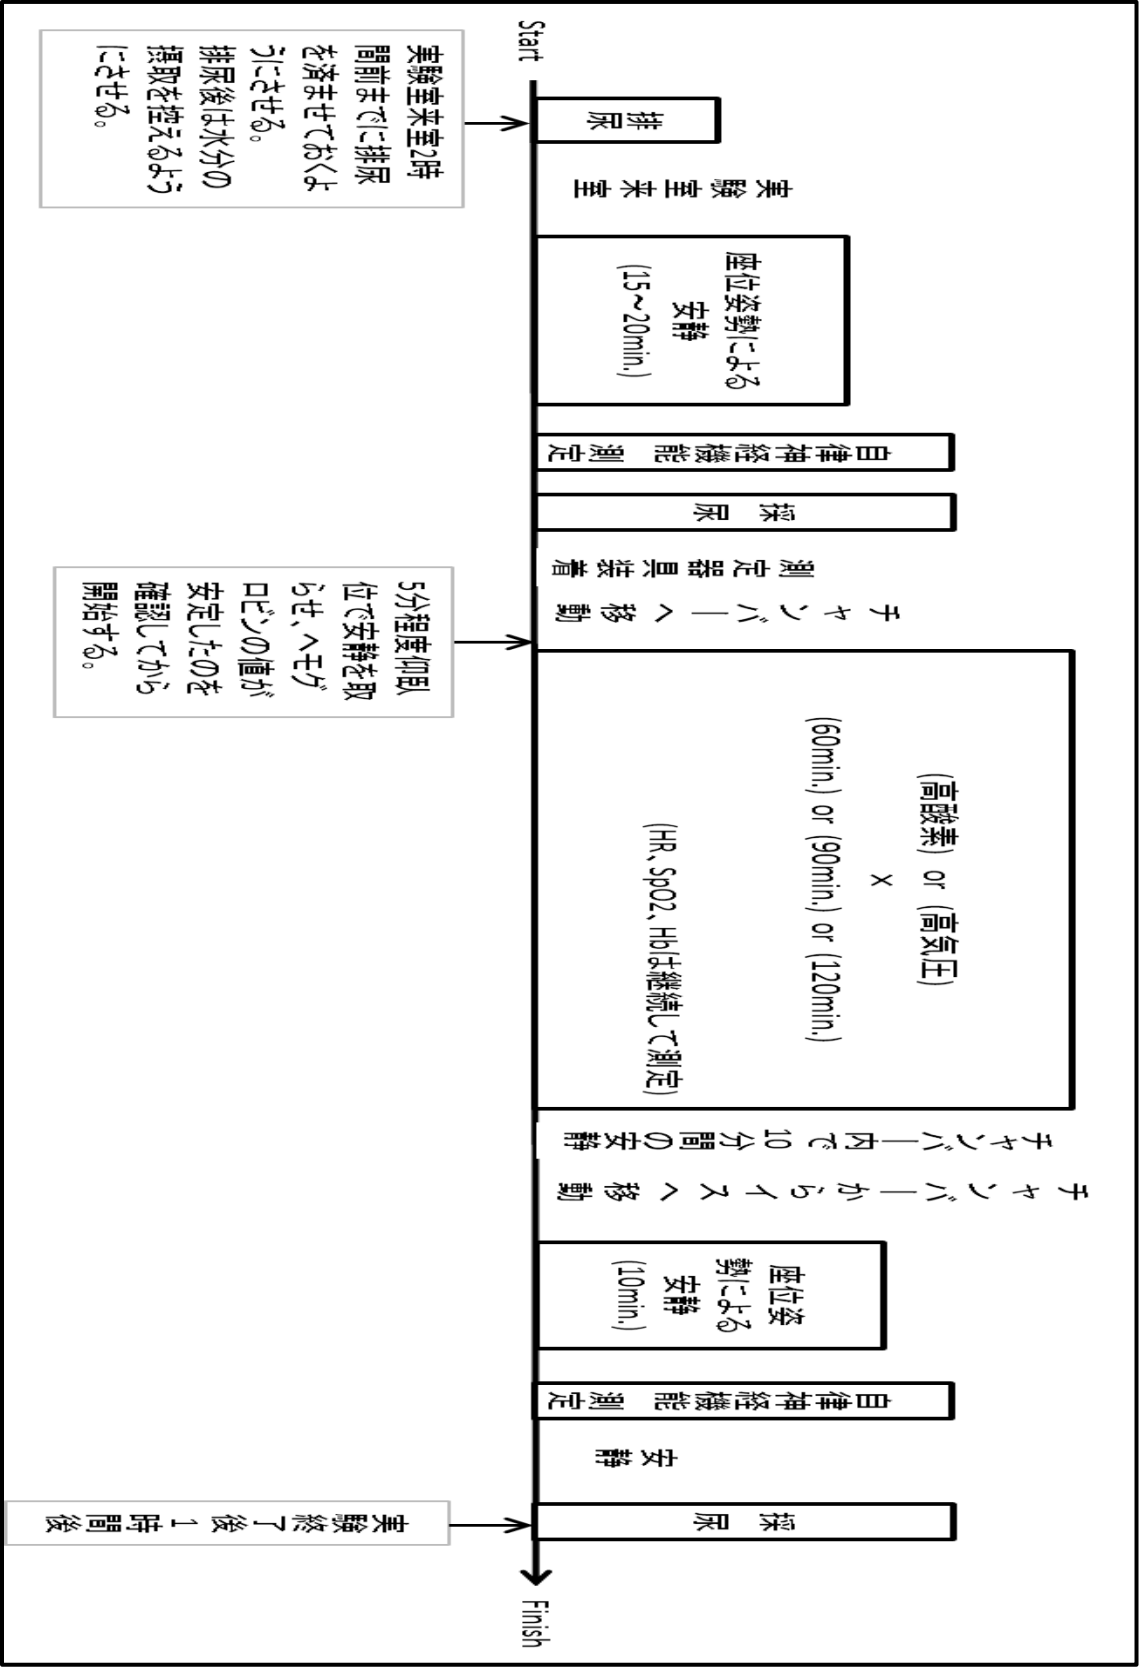 Start
排尿
実験室来室2時
間前までに排尿
を済ませておくよ
うにさせる。
排尿後は水分の
摂取を控えるよう
にさせる。
実験室来室
座位姿勢による
安静
(15～20min.)
自律神経機能 測定
採 尿
測定器具装着
チャンバーへ移動
5分程度仰臥
位で安静を取
らせ、ヘモグ
ロビンの値が
安定したのを
確認してから
開始する。
(高酸素) or (高気圧)
×
(60min.) or (90min.) or (120min.)
(HR、SpO2、Hbは継続して測定)
チャンバー内で10分間の安静
チャンバーからイスへ移動
座位姿
勢による
安静
(10min.)
自律神経機能 測定
安静
採 尿
実験終了後1時間後
Finish